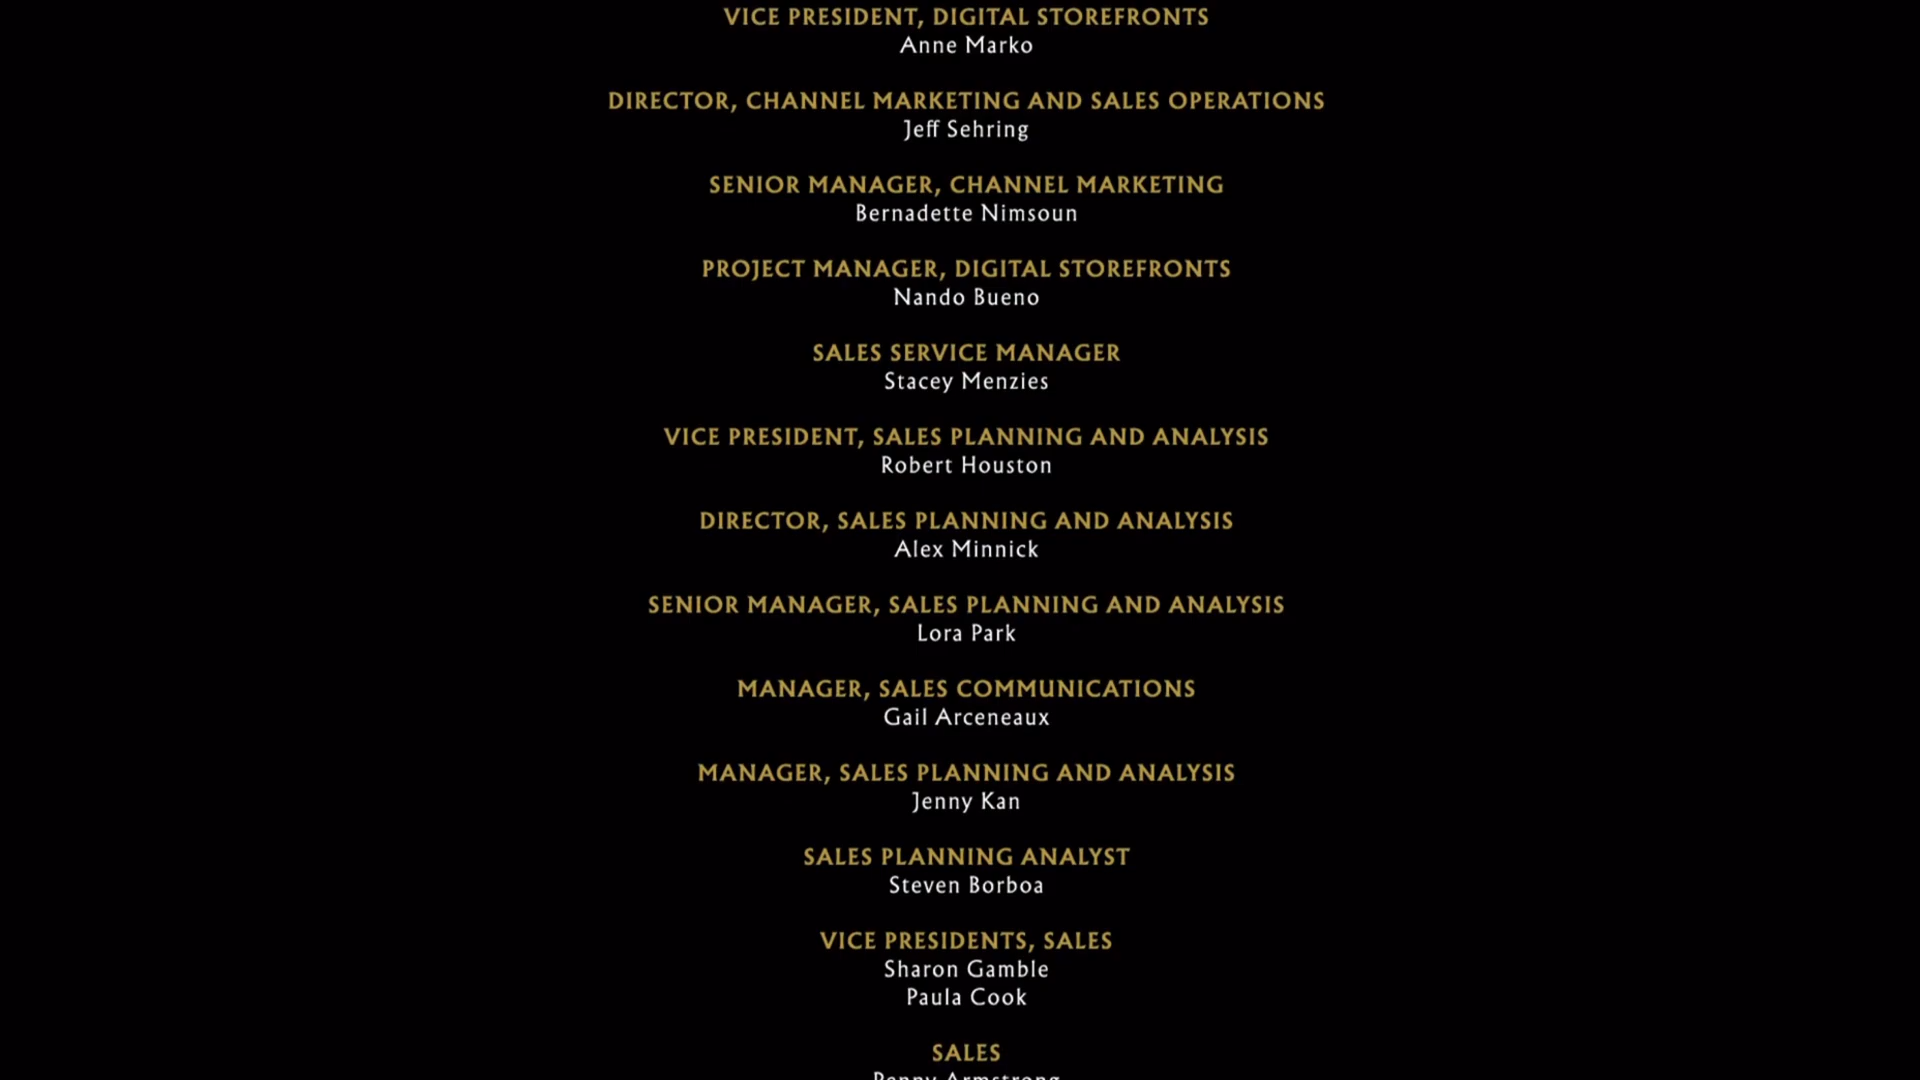 VICE PRESIDENT, DIGITAL STOREFRONTS
Anne Marko
DIRECTOR, CHANNEL MARKETING AND SALES OPERATIONS
Jeff Sehring
SENIOR MANAGER, CHANNEL MARKETING
Bernadette Nimsoun
PROJECT MANAGER, DIGITAL STOREFRONTS
Nando Bueno
SALES SERVICE MANAGER
Stacey Menzies
VICE PRESIDENT, SALES PLANNING AND ANALYSIS
Robert Houston
DIRECTOR, SALES PLANNING AND ANALYSIS
Alex Minnick
SENIOR MANAGER, SALES PLANNING AND ANALYSIS
Lora Park
MANAGER, SALES COMMUNICATIONS
Gail Arceneaux
MANAGER, SALES PLANNING AND ANALYSIS
Jenny Kan
SALES PLANNING ANALYST
Steven Borboa
VICE PRESIDENTS, SALES
Sharon Gamble
Paula Cook
SALES
Penny Armstrong